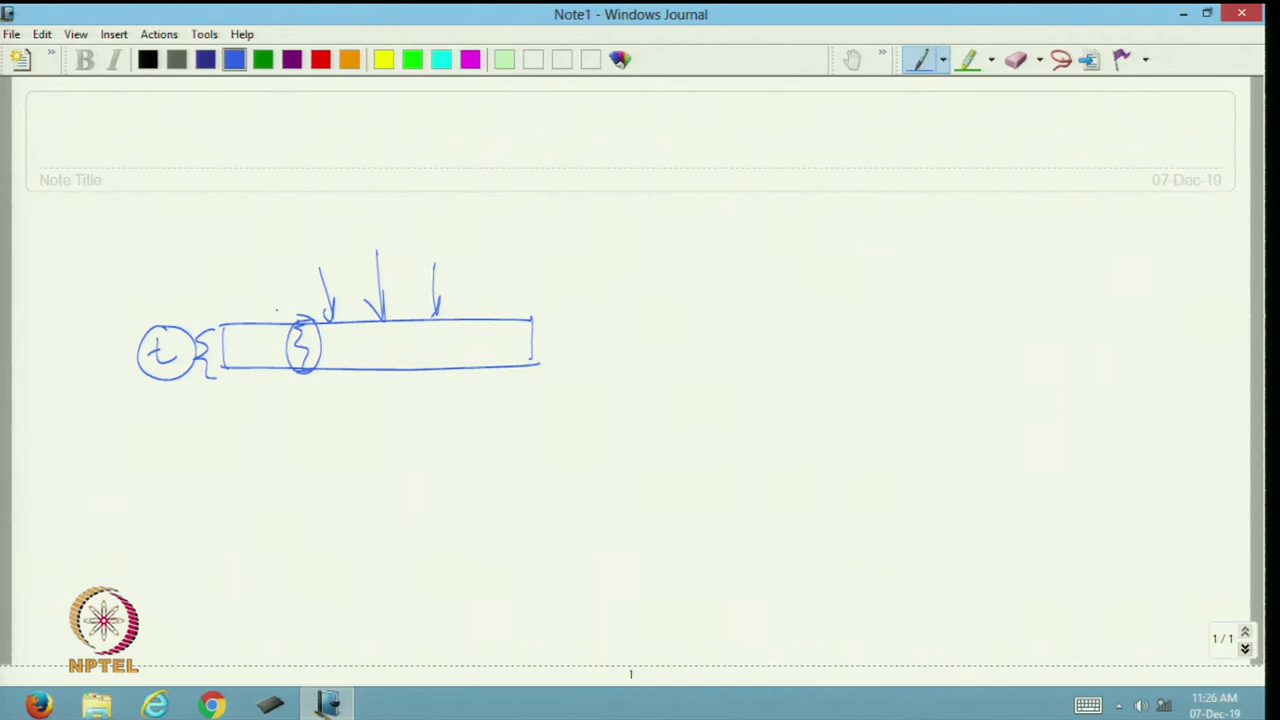 Note1 - Windows Journal
File Edit View Insert Actions Tools Help
B I
Note Title
07-Dec-19
t
1 / 1
NPTEL
1
11:26 AM
07-Dec-19